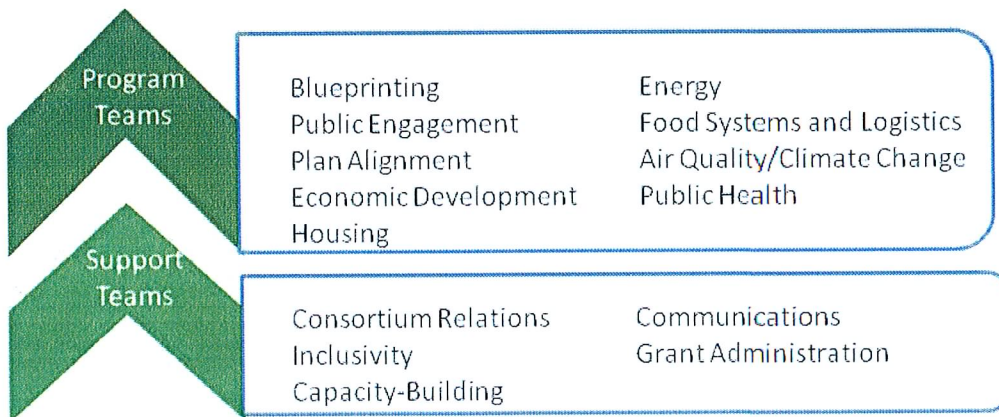 Program
Teams
Blueprinting
Public Engagement
Plan Alignment
Economic Development
Housing
Energy
Food Systems and Logistics
Air Quality/Climate Change
Public Health
Support
Teams
Consortium Relations
Inclusivity
Capacity-Building
Communications
Grant Administration